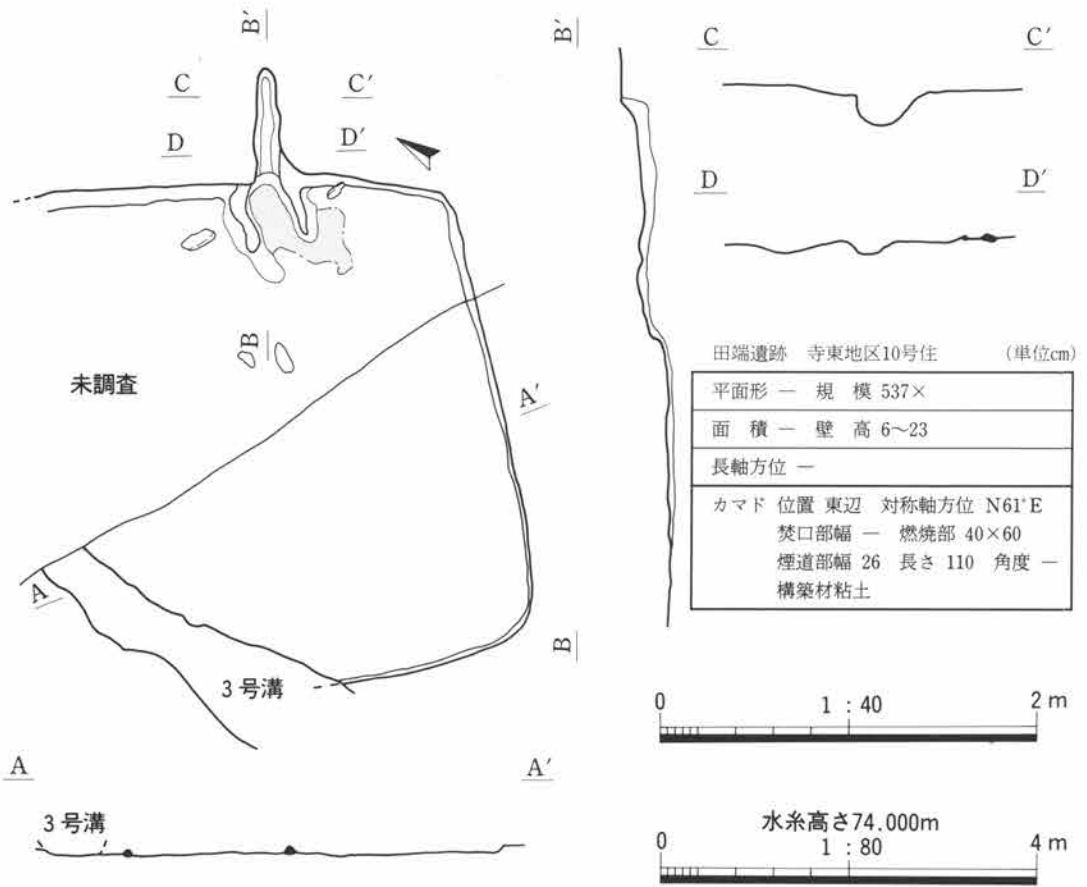 B′
C C′
D D′
B
未調査
A′
A
3号溝
A A′
3号溝
B′
B
C C′
D D′
田端遺跡 寺東地区10号住 (単位cm)
平面形 ― 規 模 537×
面 積 ― 壁 高 6〜23
長軸方位 ―
カマド 位置 東辺 対称軸方位 N61°E
焚口部幅 ― 燃焼部 40×60
煙道部幅 26 長さ 110 角度 ―
構築材粘土
0 1:40 2m
水糸高さ74.000m
0 1:80 4m